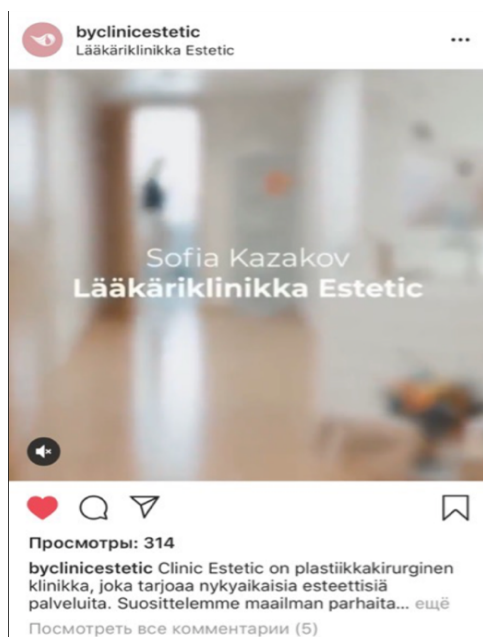 byclinicestetic
Lääkäriklinikka Estetic
Sofia Kazakov
Lääkäriklinikka Estetic
Просмотры: 314
byclinicestetic Clinic Estetic on plastiikkakirurginen
klinikka, joka tarjoaa nykyaikaisia esteettisiä
palveluita. Suosittelemme maailman parhaita... ещё
Посмотреть все комментарии (5)